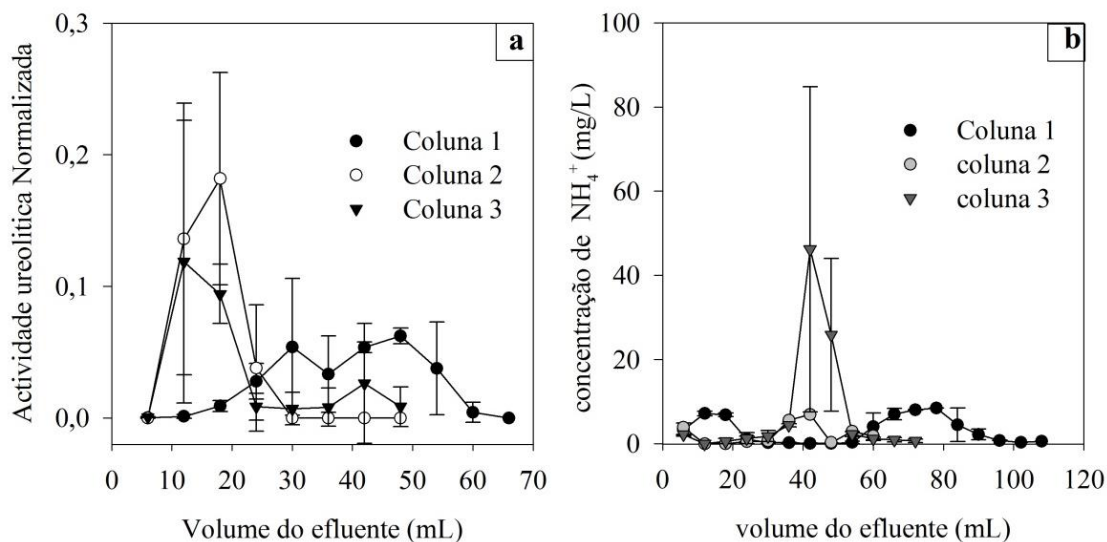 Actividade ureolitica Normalizada
0,3
0,2
0,1
0,0
a
Coluna 1
Coluna 2
Coluna 3
0 10 20 30 40 50 60 70
Volume do efluente (mL)
concentração de NH₄⁺ (mg/L)
100
80
60
40
20
0
b
Coluna 1
coluna 2
coluna 3
0 20 40 60 80 100 120
volume do efluente (mL)